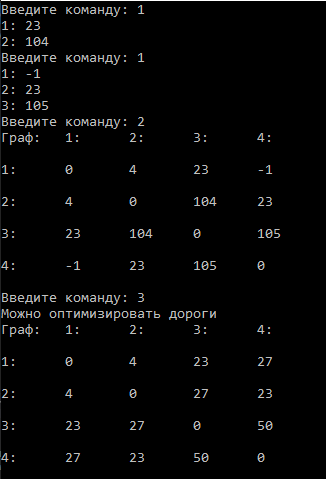 Введите команду: 1
1: 23
2: 104
Введите команду: 1
1: -1
2: 23
3: 105
Введите команду: 2
Граф: 1: 2: 3: 4:
1: 0 4 23 -1
2: 4 0 104 23
3: 23 104 0 105
4: -1 23 105 0
Введите команду: 3
Можно оптимизировать дороги
Граф: 1: 2: 3: 4:
1: 0 4 23 27
2: 4 0 27 23
3: 23 27 0 50
4: 27 23 50 0